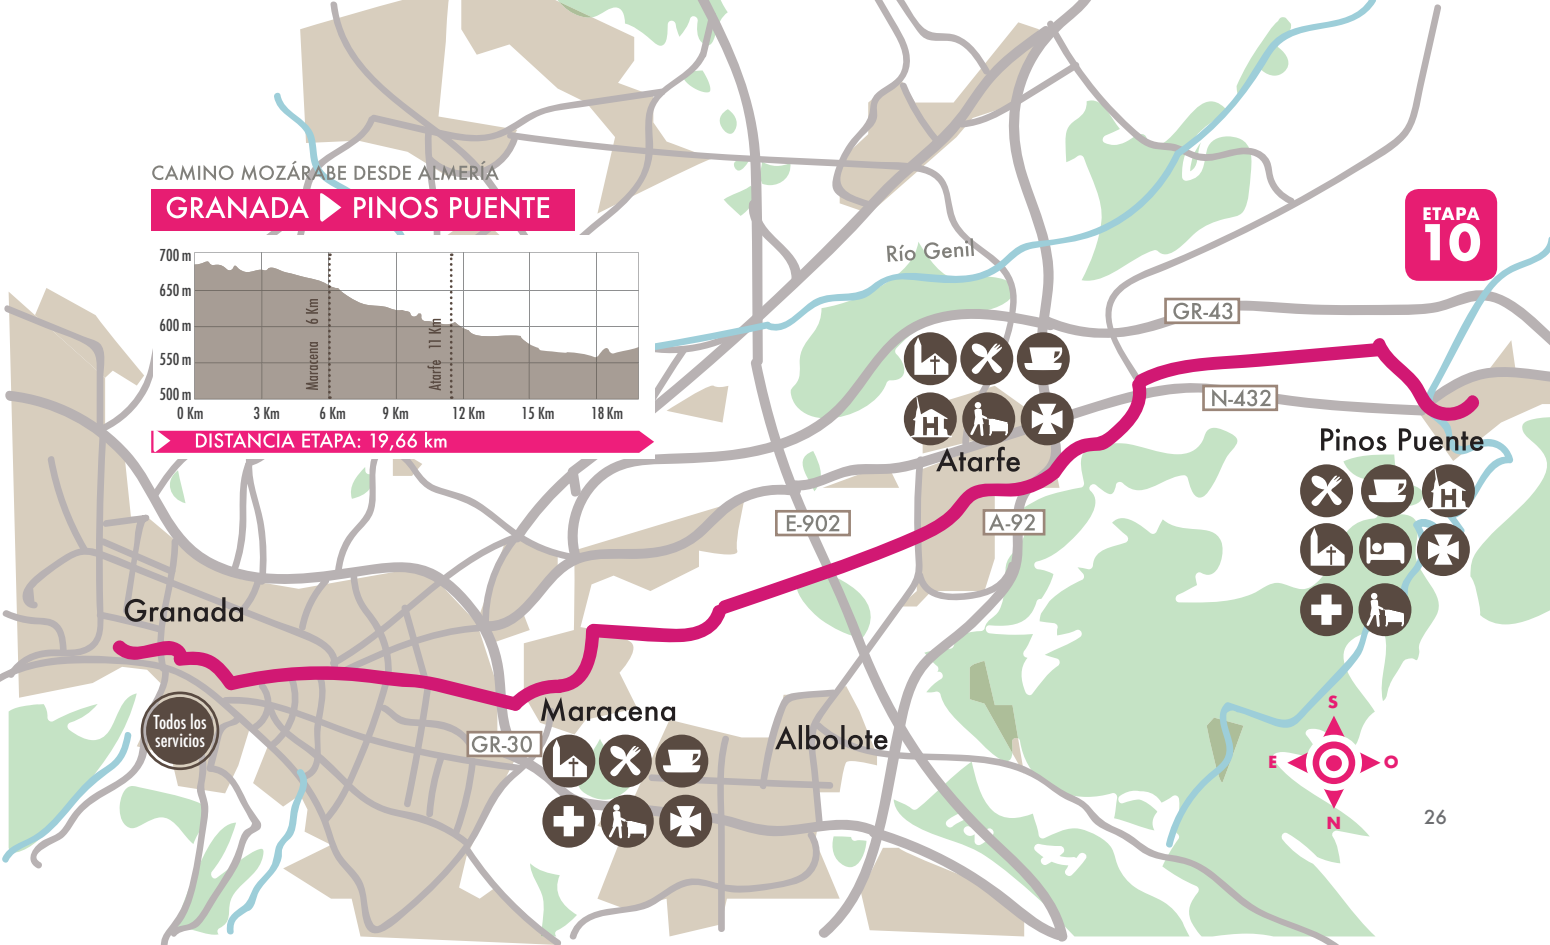 CAMINO MOZÁRABE DESDE ALMERÍA
GRANADA PINOS PUENTE
ETAPA
10
700 m
650 m
600 m
550 m
500 m
Maracena 6 Km
Atarfe 11 Km
0 Km 3 Km 6 Km 9 Km 12 Km 15 Km 18 Km
DISTANCIA ETAPA: 19,66 km
Río Genil
GR-43
N-432
Pinos Puente
H
H
Atarfe
E-902
A-92
Granada
Todos los
servicios
Maracena
GR-30
Albolote
S
E
O
N
26